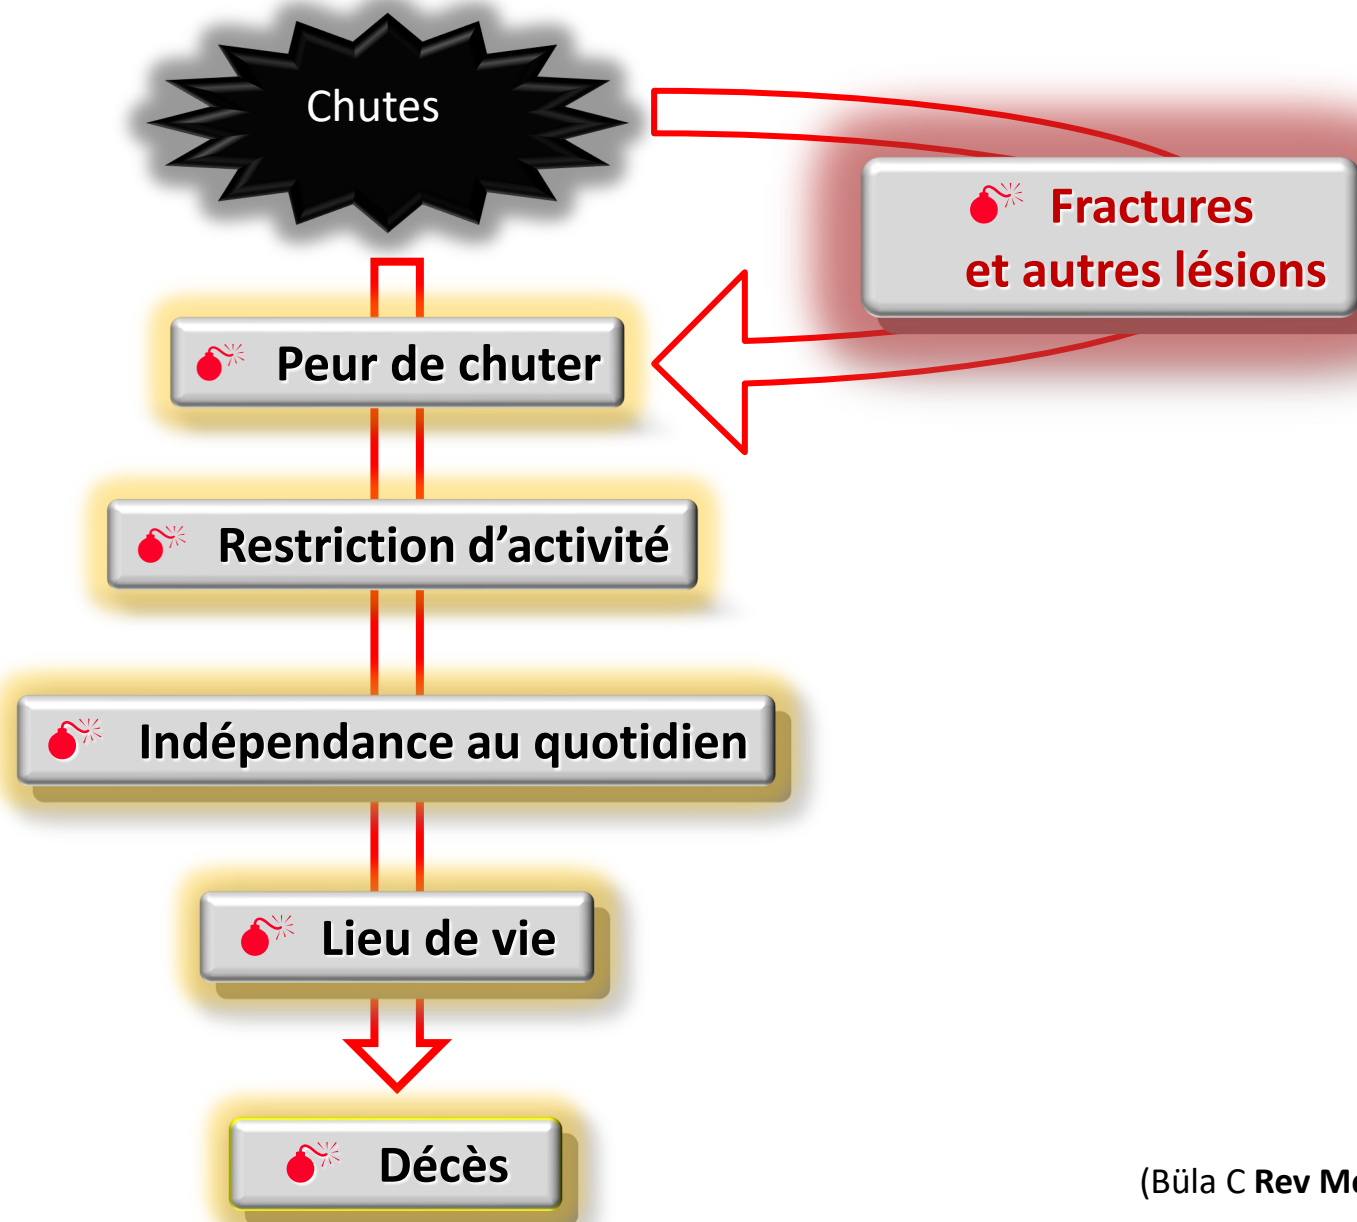 Chutes
Fractures
et autres lésions
Peur de chuter
Restriction d’activité
Indépendance au quotidien
Lieu de vie
Décès
(Büla C Rev